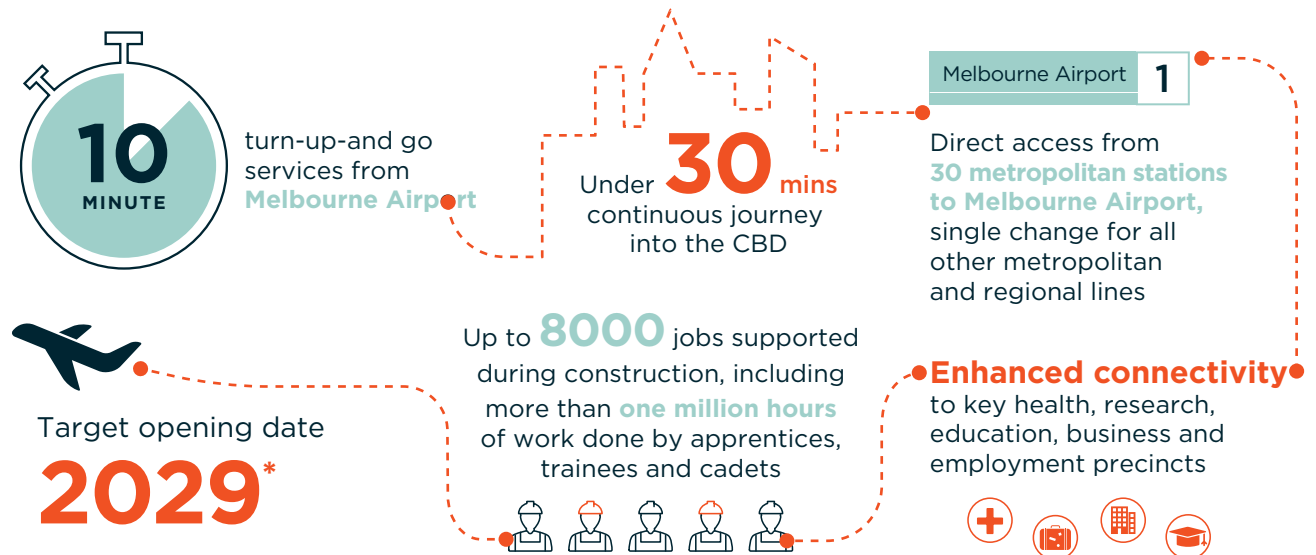 10
MINUTE
turn-up-and go
services from
Melbourne Airport
Under 30 mins
continuous journey
into the CBD
Melbourne Airport 1
Direct access from
30 metropolitan stations
to Melbourne Airport,
single change for all
other metropolitan
and regional lines
Enhanced connectivity
to key health, research,
education, business and
employment precincts
Up to 8000 jobs supported
during construction, including
more than one million hours
of work done by apprentices,
trainees and cadets
Target opening date
2029*